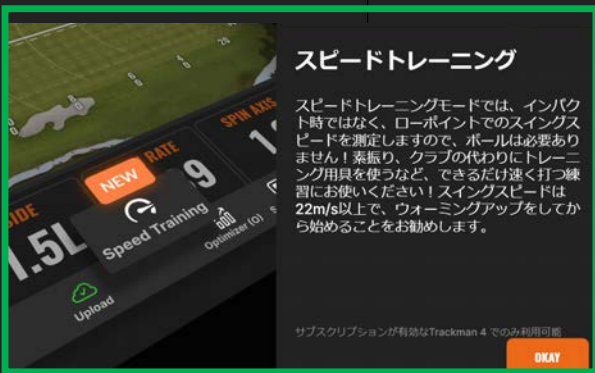 スピードトレーニング
スピードトレーニングモードでは、インパク
ト時ではなく、ローポイントでのスイングス
ピードを測定しますので、ボールは必要あり
ません！素振り、クラブの代わりにトレーニ
ング用具を使うなど、できるだけ速く打つ練
習にお使いください！スイングスピードは
22m/s以上で、ウォーミングアップをしてか
ら始めることをお勧めします。
サブスクリプションが有効なTrackman 4 でのみ利用可能
OKAY
NEW
Speed Training
Optimizer (O)
Upload
SIDE
1.5L
RATE
9
SPIN AXIS